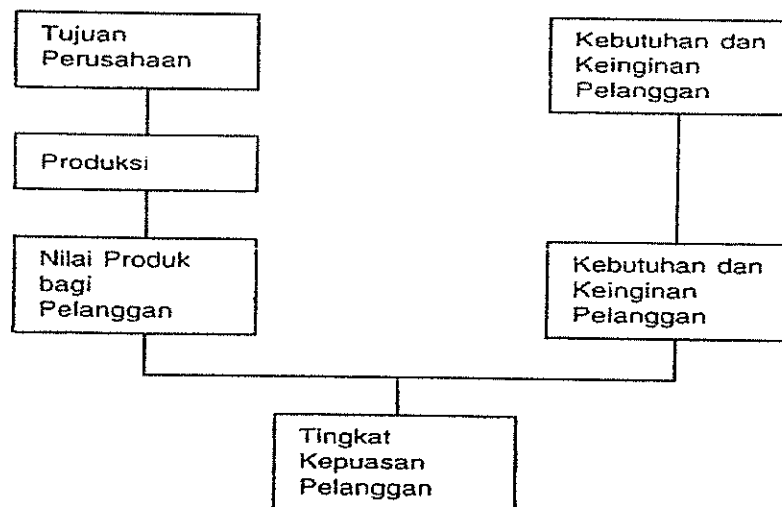 Tujuan
Perusahaan
Produksi
Nilai Produk
bagi
Pelanggan
Kebutuhan dan
Keinginan
Pelanggan
Kebutuhan dan
Keinginan
Pelanggan
Tingkat
Kepuasan
Pelanggan